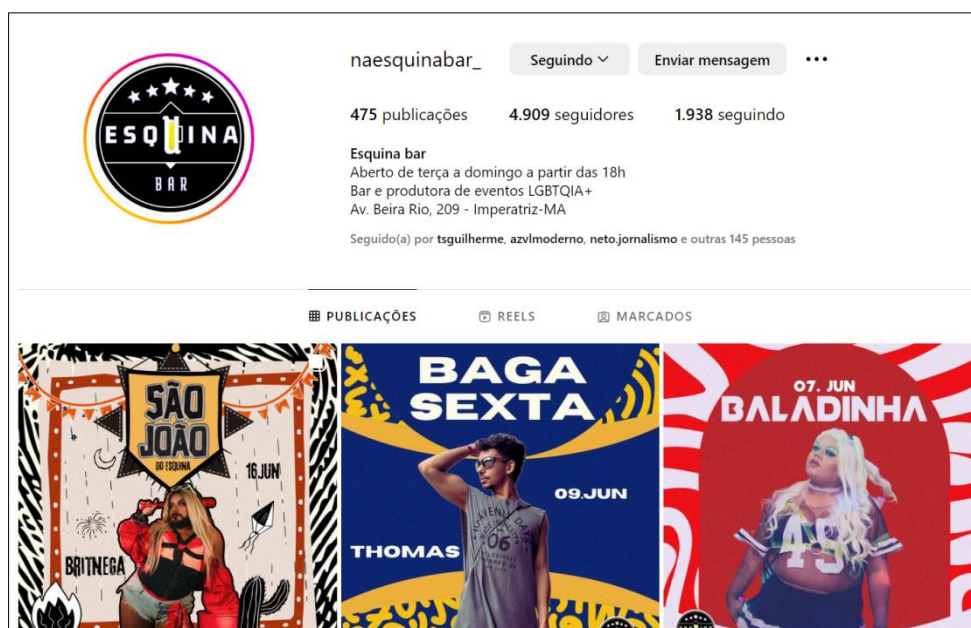 naesquinabar_ Seguindo Enviar mensagem
475 publicações 4.909 seguidores 1.938 seguindo
Esquina bar
Aberto de terça a domingo a partir das 18h
Bar e produtora de eventos LGBTQIA+
Av. Beira Rio, 209 - Imperatriz-MA
Seguido(a) por tsguilherme, azvlmoderno, neto.jornalismo e outras 145 pessoas
ESQUINA
BAR
PUBLICAÇÕES REELS MARCADOS
SÃO
JOÃO
DO ESQUINA
16.JUN
BRITNEGA
BAGA
SEXTA
09.JUN
THOMAS
06
07. JUN
BALADINHA
49